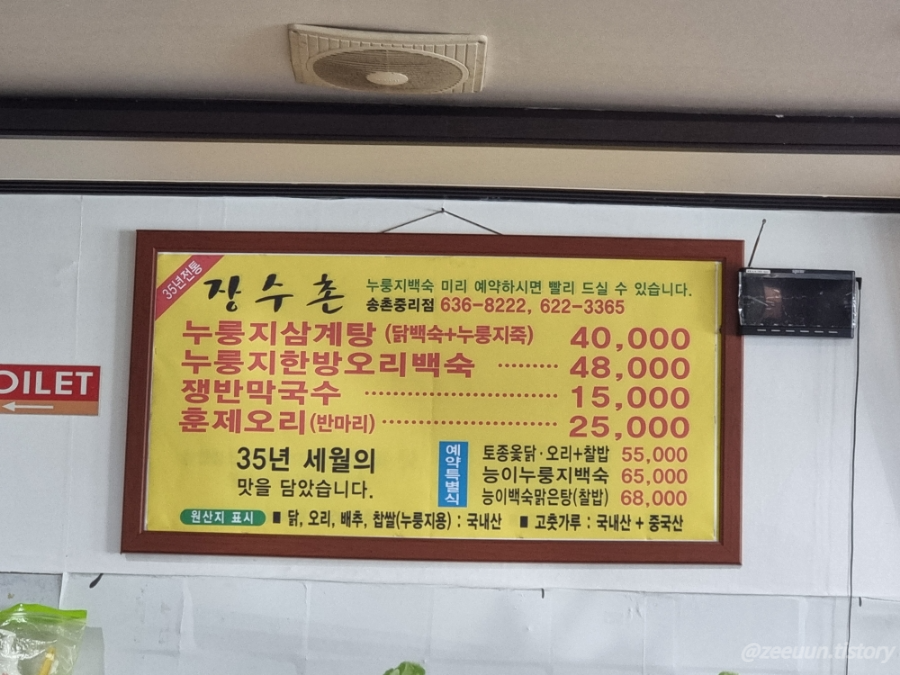 35년전통
장수촌
누룽지백숙 미리 예약하시면 빨리 드실 수 있습니다.
송촌중리점 636-8222, 622-3365
누룽지삼계탕 (닭백숙+누룽지죽) 40,000
누룽지한방오리백숙 ········· 48,000
쟁반막국수 ····························· 15,000
훈제오리(반마리) ·························· 25,000
35년 세월의
맛을 담았습니다.
예약특별식
토종옻닭·오리+찰밥 55,000
능이누룽지백숙 65,000
능이백숙맑은탕(찰밥) 68,000
원산지 표시 ■ 닭, 오리, 배추, 찹쌀(누룽지용) : 국내산 ■ 고춧가루 : 국내산 + 중국산
OILET
@zeeuun.tistory